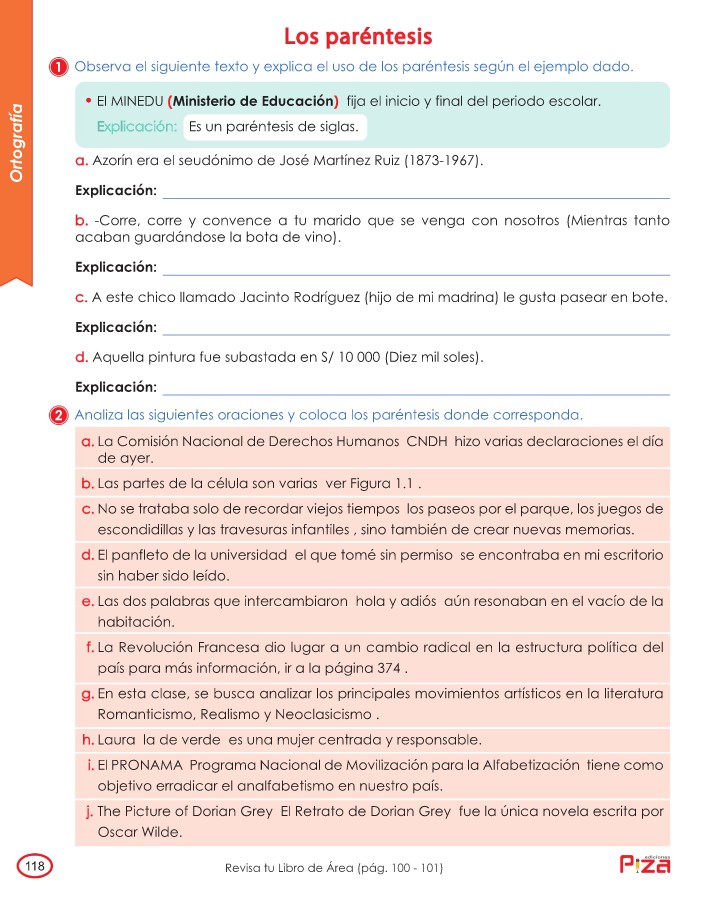 Los paréntesis
Ortografía
1 Observa el siguiente texto y explica el uso de los paréntesis según el ejemplo dado.
• El MINEDU (Ministerio de Educación) fija el inicio y final del periodo escolar.
Explicación: Es un paréntesis de siglas.
a. Azorín era el seudónimo de José Martínez Ruiz (1873-1967).
Explicación:
b. -Corre, corre y convence a tu marido que se venga con nosotros (Mientras tanto
acaban guardándose la bota de vino).
Explicación:
c. A este chico llamado Jacinto Rodríguez (hijo de mi madrina) le gusta pasear en bote.
Explicación:
d. Aquella pintura fue subastada en S/ 10 000 (Diez mil soles).
Explicación:
2 Analiza las siguientes oraciones y coloca los paréntesis donde corresponda.
a. La Comisión Nacional de Derechos Humanos CNDH hizo varias declaraciones el día
de ayer.
b. Las partes de la célula son varias ver Figura 1.1 .
c. No se trataba solo de recordar viejos tiempos los paseos por el parque, los juegos de
escondidillas y las travesuras infantiles , sino también de crear nuevas memorias.
d. El panfleto de la universidad el que tomé sin permiso se encontraba en mi escritorio
sin haber sido leído.
e. Las dos palabras que intercambiaron hola y adiós aún resonaban en el vacío de la
habitación.
f. La Revolución Francesa dio lugar a un cambio radical en la estructura política del
país para más información, ir a la página 374 .
g. En esta clase, se busca analizar los principales movimientos artísticos en la literatura
Romanticismo, Realismo y Neoclasicismo .
h. Laura la de verde es una mujer centrada y responsable.
i. El PRONAMA Programa Nacional de Movilización para la Alfabetización tiene como
objetivo erradicar el analfabetismo en nuestro país.
j. The Picture of Dorian Grey El Retrato de Dorian Grey fue la única novela escrita por
Oscar Wilde.
118
Revisa tu Libro de Área (pág. 100 - 101)
ediciones
PIZA